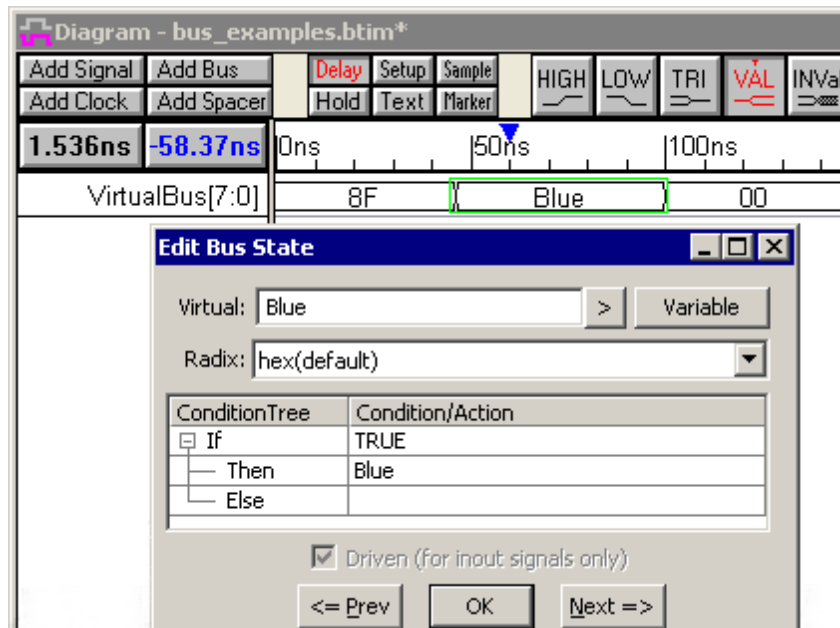 Diagram - bus_examples.btim*
Add Signal Add Bus Delay Setup Sample HIGH LOW TRI VAL INVa
Add Clock Add Spacer Hold Text Marker
1.536ns -58.37ns 0ns 50ns 100ns
VirtualBus[7:0] 8F Blue 00
Edit Bus State
Virtual: Blue > Variable
Radix: hex(default)
ConditionTree Condition/Action
If TRUE
Then Blue
Else
Driven (for inout signals only)
<= Prev OK Next =>